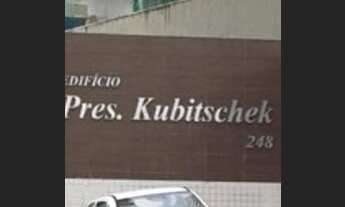 EDIFÍCIO
Pres. Kubitschek
248